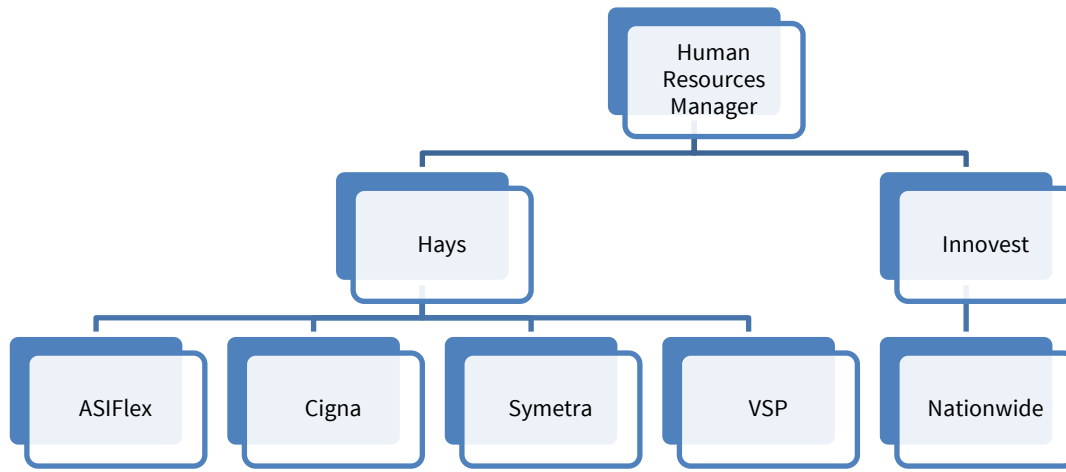 Human
Resources
Manager
Hays
Innovest
ASIFlex
Cigna
Symetra
VSP
Nationwide